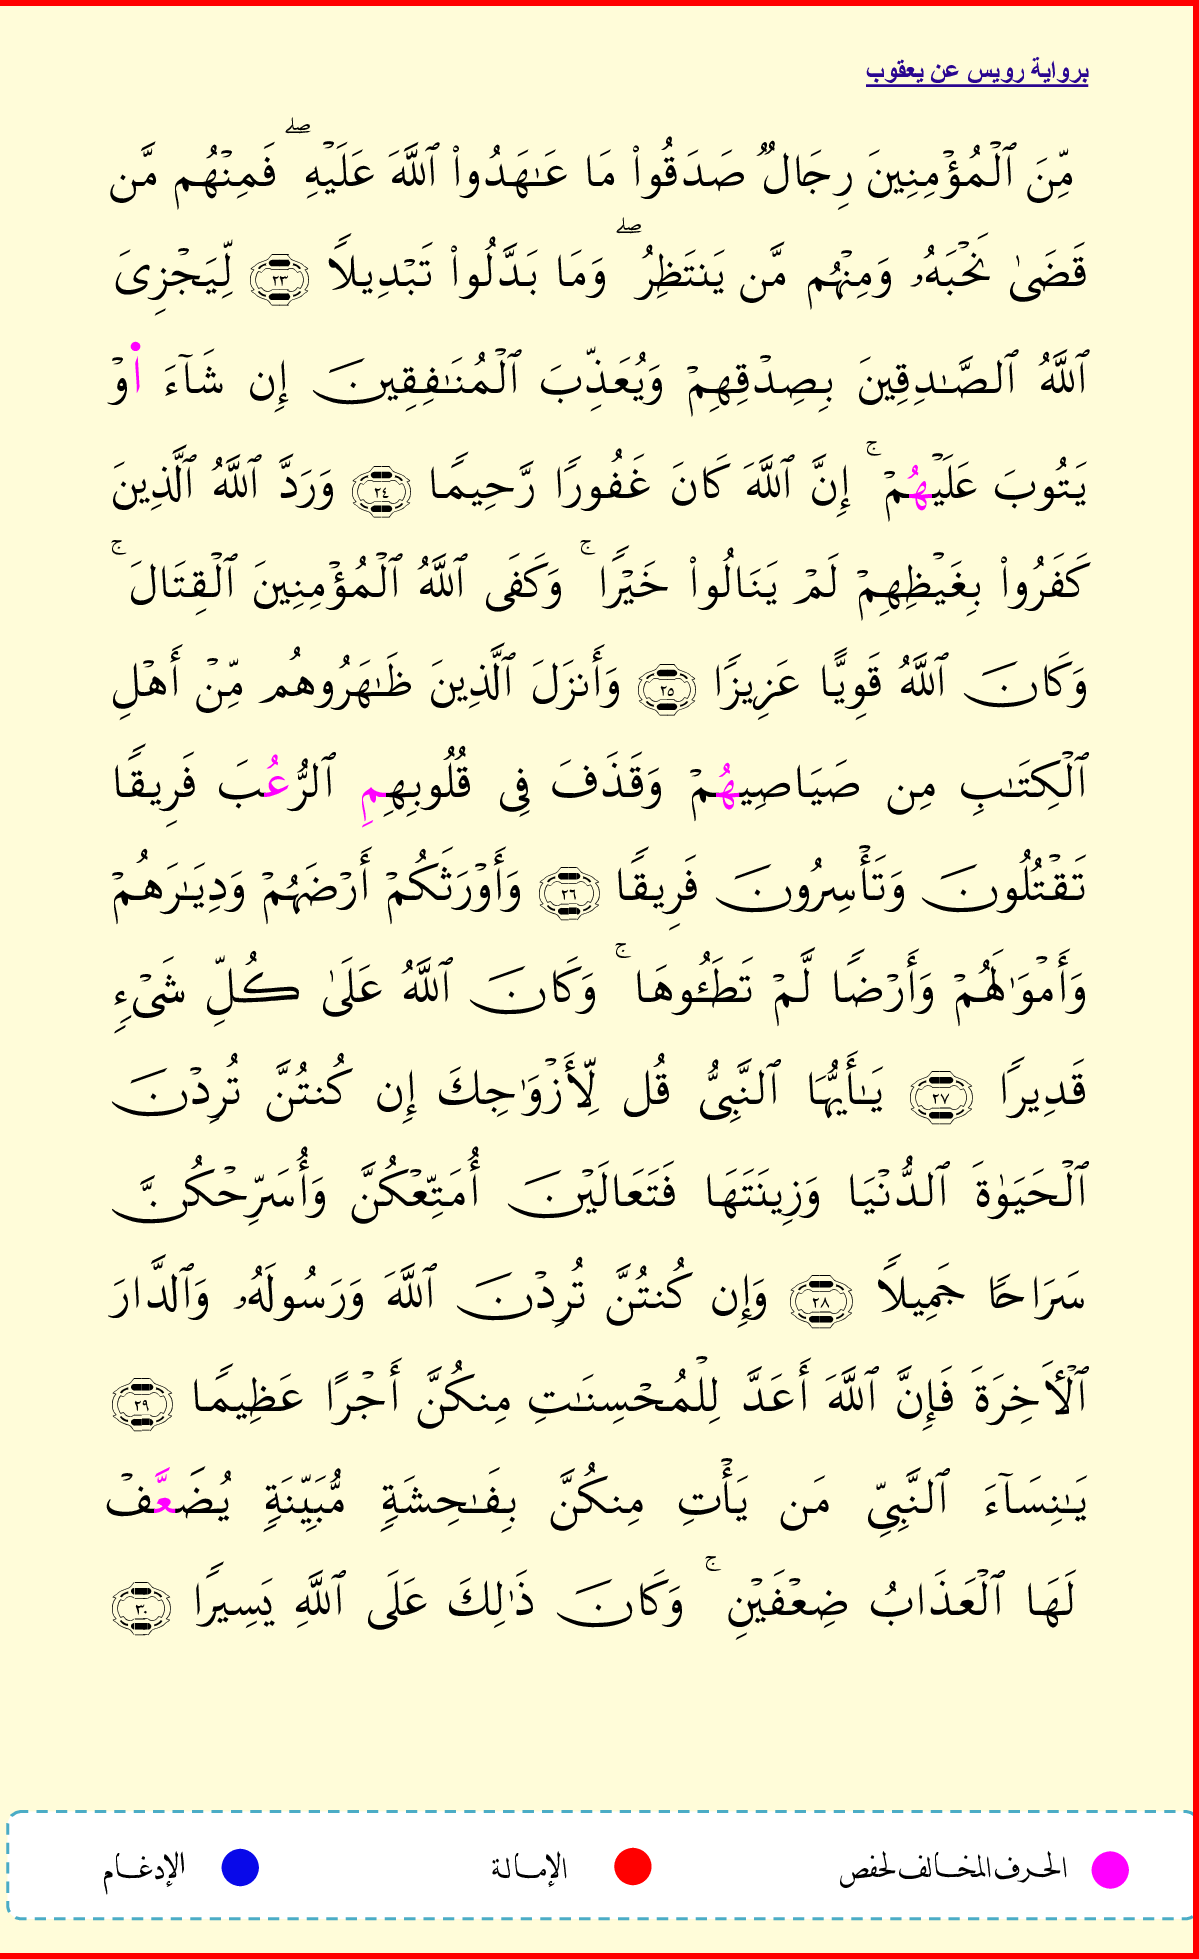 برواية رويس عن يعقوب
مِّنَ ٱلْمُؤْمِنِينَ رِجَالٌ صَدَقُوا۟ مَا عَـٰهَدُوا۟ ٱللَّهَ عَلَيْهِ ۖ فَمِنْهُم مَّن
قَضَىٰ نَحْبَهُۥ وَمِنْهُم مَّن يَنتَظِرُ ۖ وَمَا بَدَّلُوا۟ تَبْدِيلًا ٢٣ لِّيَجْزِىَ
ٱللَّهُ ٱلصَّـٰدِقِينَ بِصِدْقِهِمْ وَيُعَذِّبَ ٱلْمُنَـٰفِقِينَ إِن شَآءَ ا۬وْ
يَتُوبَ عَلَيْهُمْ ۚ إِنَّ ٱللَّهَ كَانَ غَفُورًا رَّحِيمًا ٢٤ وَرَدَّ ٱللَّهُ ٱلَّذِينَ
كَفَرُوا۟ بِغَيْظِهِمْ لَمْ يَنَالُوا۟ خَيْرًا ۚ وَكَفَى ٱللَّهُ ٱلْمُؤْمِنِينَ ٱلْقِتَالَ ۚ
وَكَانَ ٱللَّهُ قَوِيًّا عَزِيزًا ٢٥ وَأَنزَلَ ٱلَّذِينَ ظَـٰهَرُوهُم مِّنْ أَهْلِ
ٱلْكِتَـٰبِ مِن صَيَاصِيهُمْ وَقَذَفَ فِى قُلُوبِهِمِ ٱلرُّعُبَ فَرِيقًا
تَقْتُلُونَ وَتَأْسِرُونَ فَرِيقًا ٢٦ وَأَوْرَثَكُمْ أَرْضَهُمْ وَدِيَـٰرَهُمْ
وَأَمْوَٰلَهُمْ وَأَرْضًا لَّمْ تَطَـُٔوهَا ۚ وَكَانَ ٱللَّهُ عَلَىٰ كُلِّ شَىْءٍ
قَدِيرًا ٢٧ يَـٰٓأَيُّهَا ٱلنَّبِىُّ قُل لِّأَزْوَٰجِكَ إِن كُنتُنَّ تُرِدْنَ
ٱلْحَيَوٰةَ ٱلدُّنْيَا وَزِينَتَهَا فَتَعَالَيْنَ أُمَتِّعْكُنَّ وَأُسَرِّحْكُنَّ
سَرَاحًا جَمِيلًا ٢٨ وَإِن كُنتُنَّ تُرِدْنَ ٱللَّهَ وَرَسُولَهُۥ وَٱلدَّارَ
ٱلْأَخِرَةَ فَإِنَّ ٱللَّهَ أَعَدَّ لِلْمُحْسِنَـٰتِ مِنكُنَّ أَجْرًا عَظِيمًا ٢٩
يَـٰنِسَآءَ ٱلنَّبِىِّ مَن يَأْتِ مِنكُنَّ بِفَـٰحِشَةٍ مُّبَيِّنَةٍ يُضَعَّفْ
لَهَا ٱلْعَذَابُ ضِعْفَيْنِ ۚ وَكَانَ ذَٰلِكَ عَلَى ٱللَّهِ يَسِيرًا ٣٠
الحرف المخالف لحفص الإمالة الإدغام